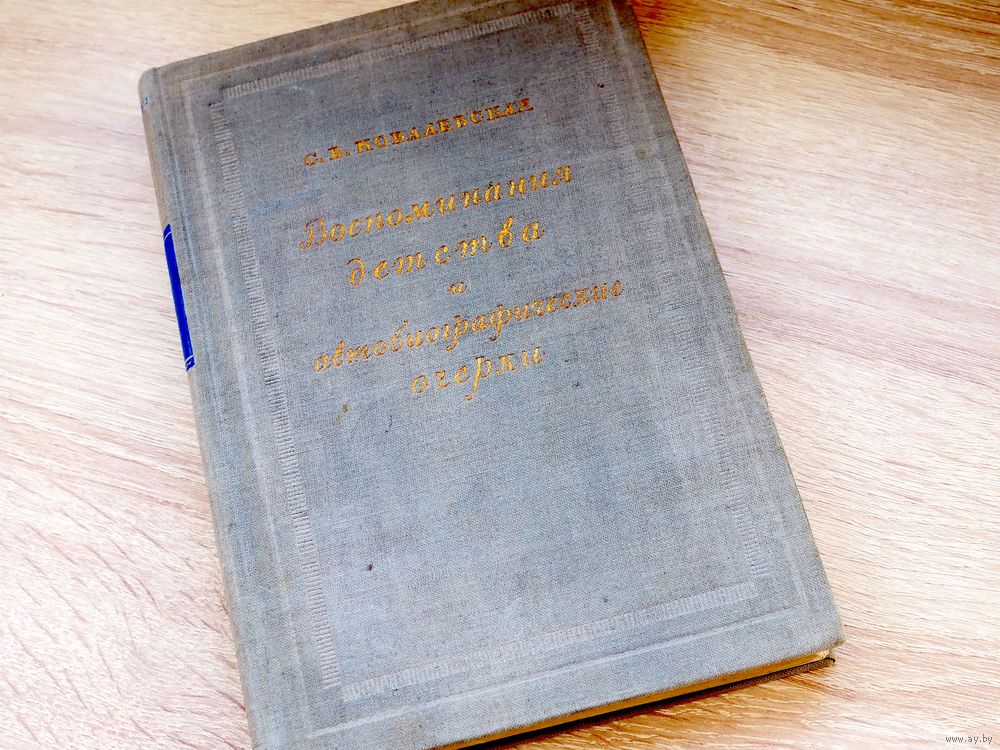 С. В. КОВАЛЕВСКАЯ
Воспоминания
детства
и
автобиографические
очерки
www.ay.by